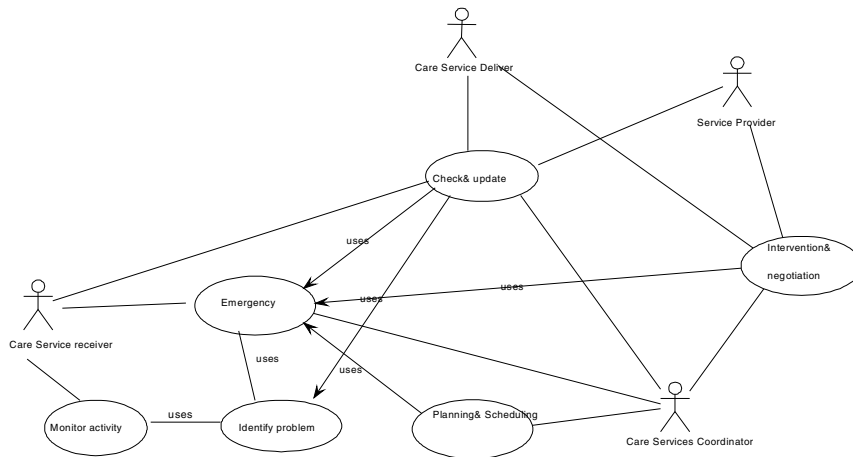 Care Service Deliver
Service Provider
Check& update
uses
Intervention&
negotiation
uses
uses
Emergency
Care Service receiver
uses
uses
Monitor activity
uses
Identify problem
Planning& Scheduling
Care Services Coordinator